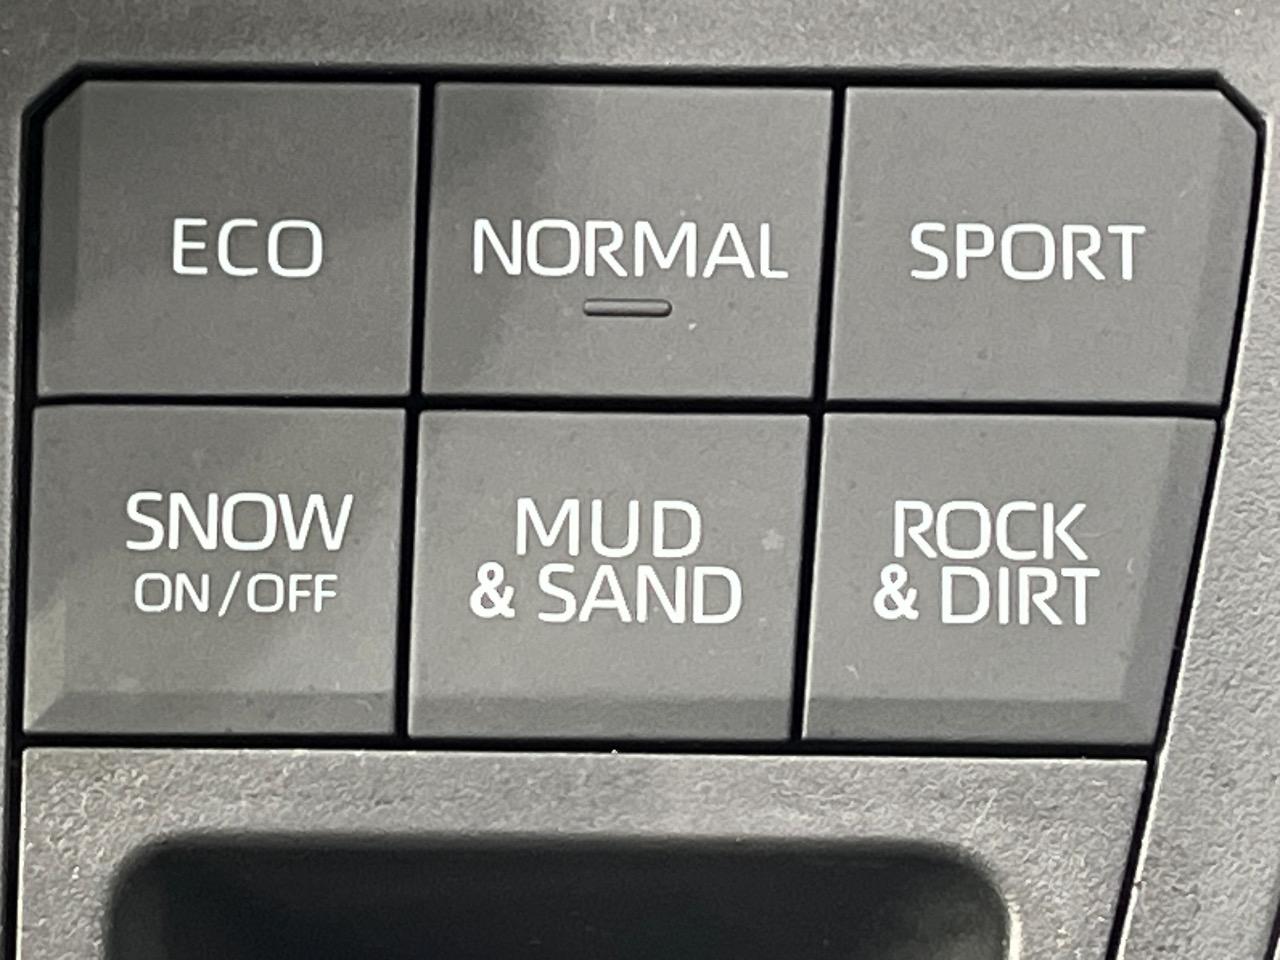 ECO
NORMAL
SPORT
SNOW
ON/OFF
MUD
& SAND
ROCK
& DIRT